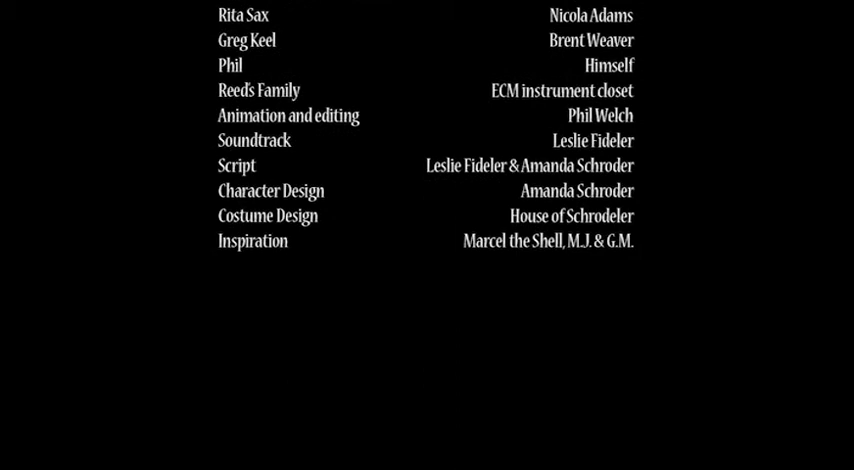 Rita Sax Nicola Adams
Greg Keel Brent Weaver
Phil Himself
Reed's Family ECM instrument closet
Animation and editing Phil Welch
Soundtrack Leslie Fideler
Script Leslie Fideler & Amanda Schroder
Character Design Amanda Schroder
Costume Design House of Schrodeler
Inspiration Marcel the Shell, M.J. & G.M.